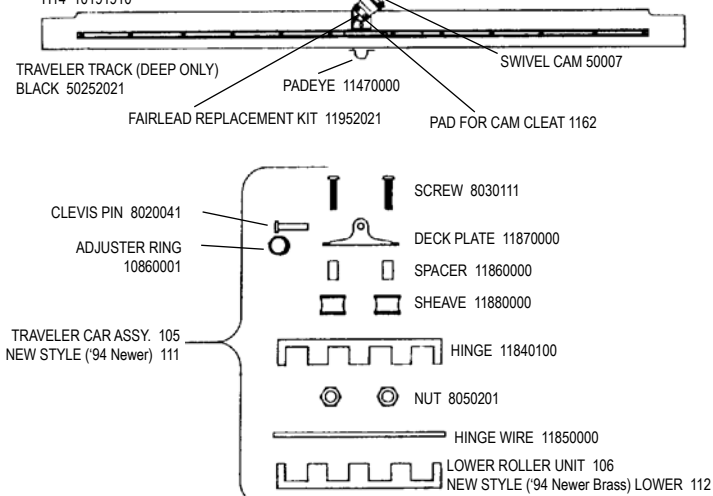 SWIVEL CAM 50007
TRAVELER TRACK (DEEP ONLY)
BLACK 50252021
PADEYE 11470000
FAIRLEAD REPLACEMENT KIT 11952021
PAD FOR CAM CLEAT 1162
SCREW 8030111
CLEVIS PIN 8020041
DECK PLATE 11870000
ADJUSTER RING
10860001
SPACER 11860000
SHEAVE 11880000
TRAVELER CAR ASSY. 105
NEW STYLE ('94 Newer) 111
HINGE 11840100
NUT 8050201
HINGE WIRE 11850000
LOWER ROLLER UNIT 106
NEW STYLE ('94 Newer Brass) LOWER 112